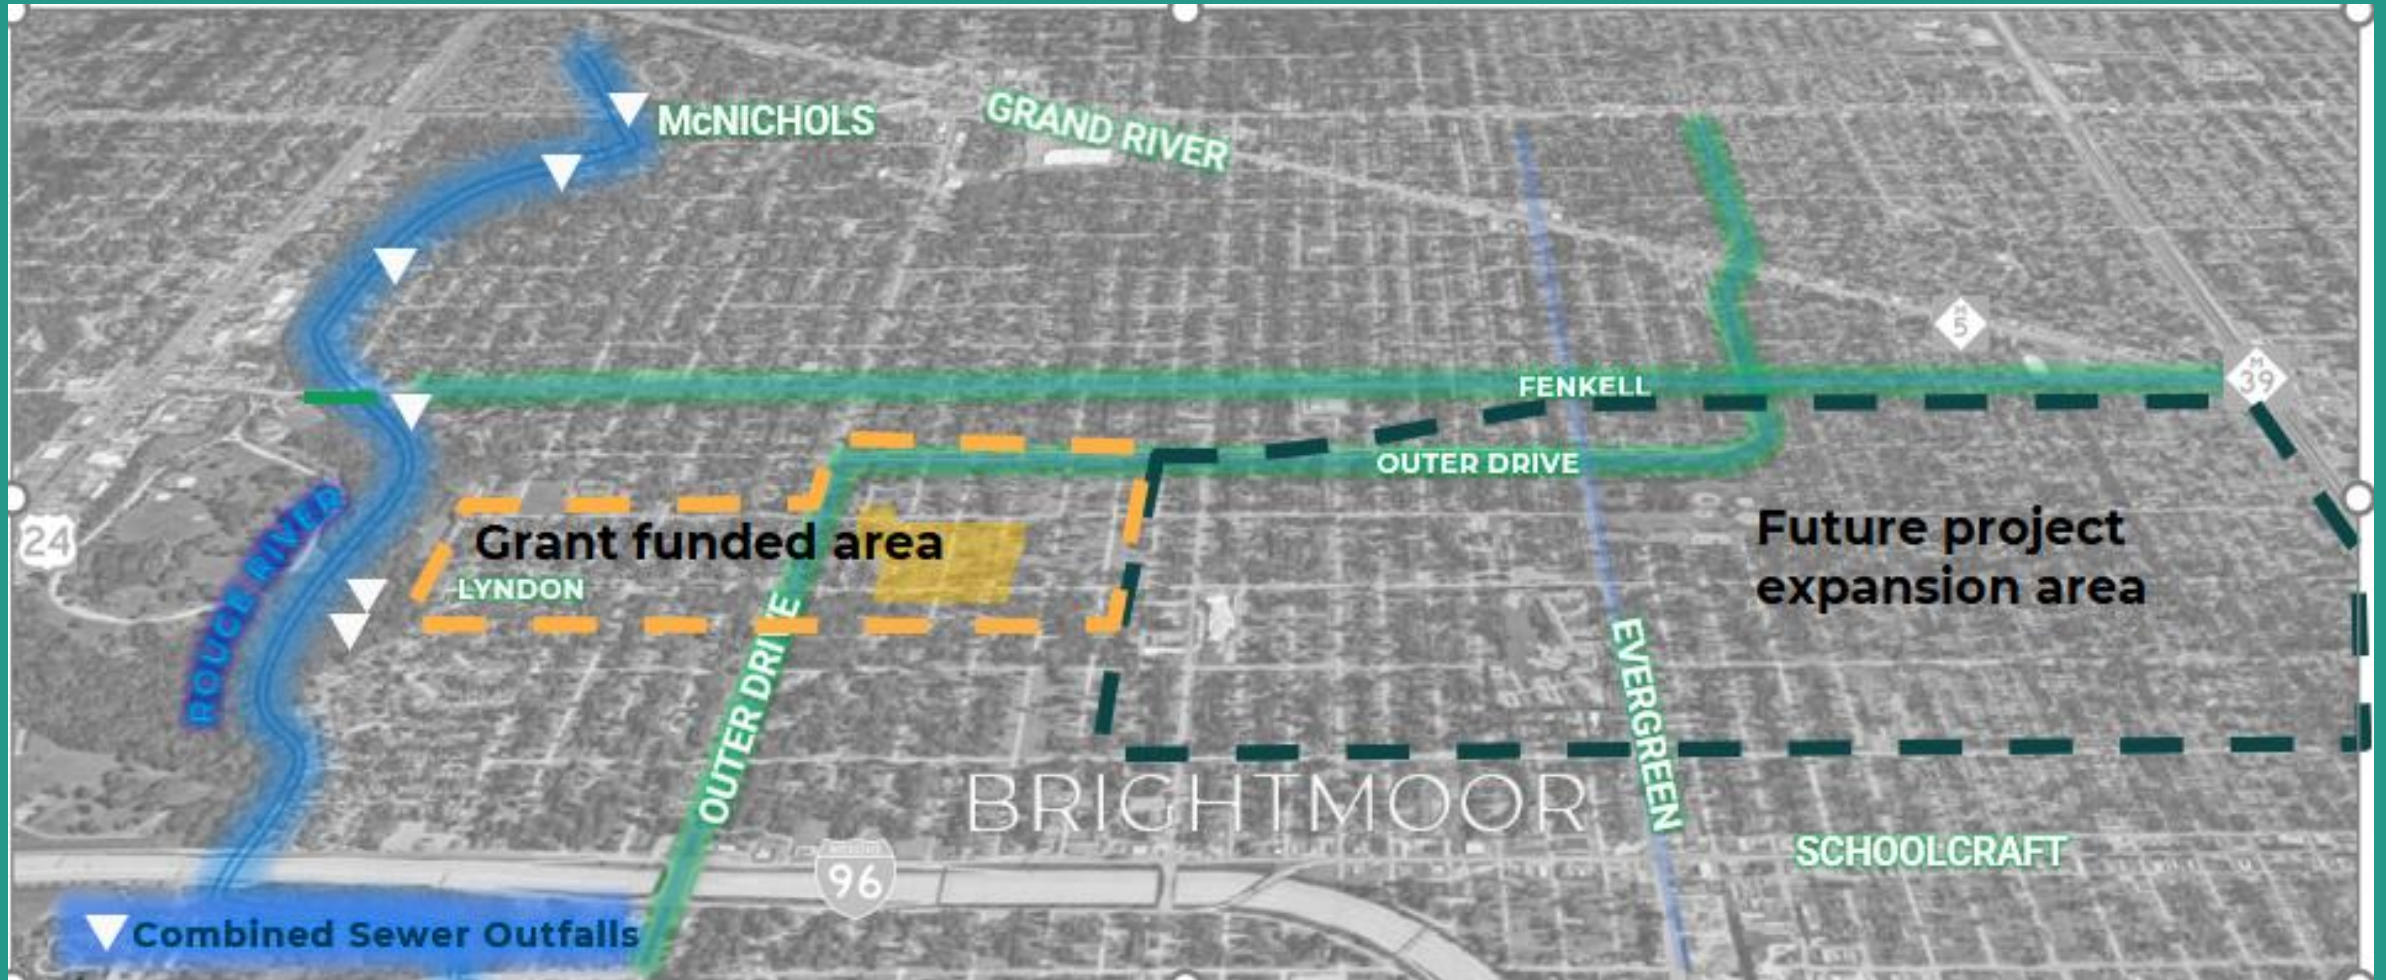 McNICHOLS
GRAND RIVER
M
5
FENKELL
M
39
OUTER DRIVE
ROUGE RIVER
24
Grant funded area
LYNDON
Future project
expansion area
OUTER DRIVE
EVERGREEN
BRIGHTMOOR
SCHOOLCRAFT
96
Combined Sewer Outfalls